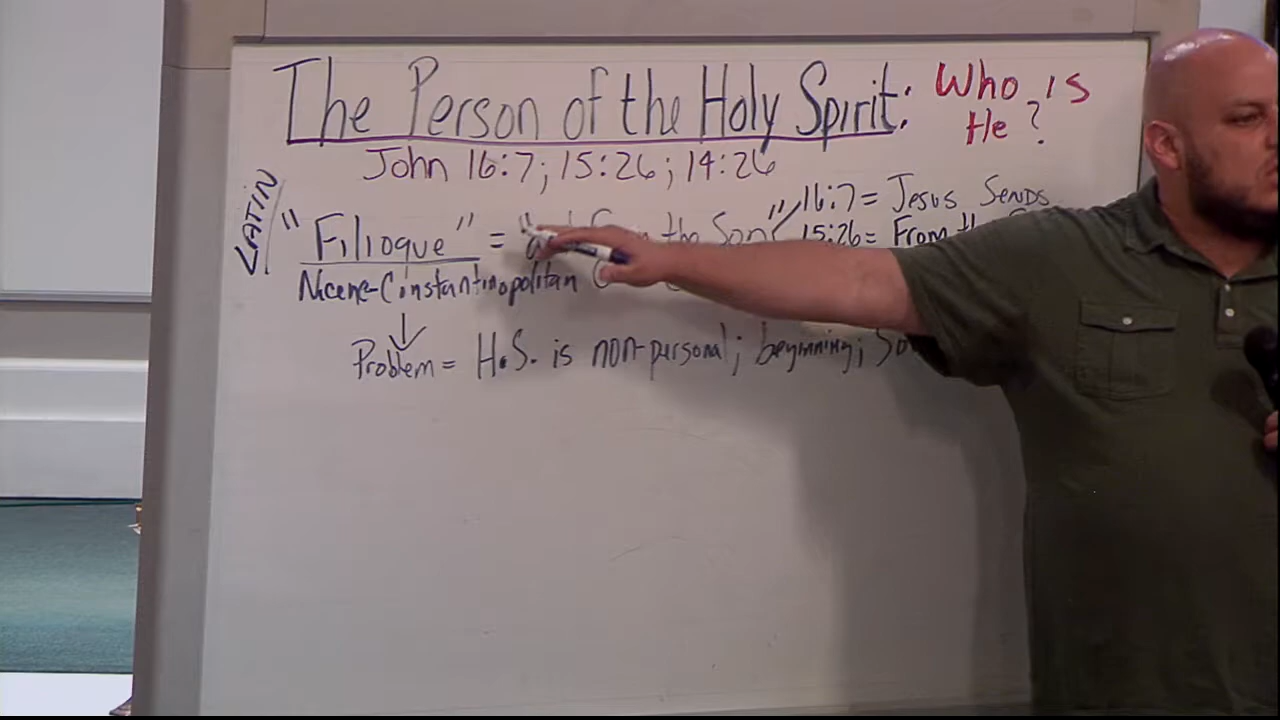 The Person of the Holy Spirit: Who is He?
John 16:7; 15:26; 14:26
LATIN
"Filioque" = the Son"
16:7 = Jesus Sends
15:26 = From
Nicene-Constantinopolitan
Problem = H.S. is non-personal; beginning;